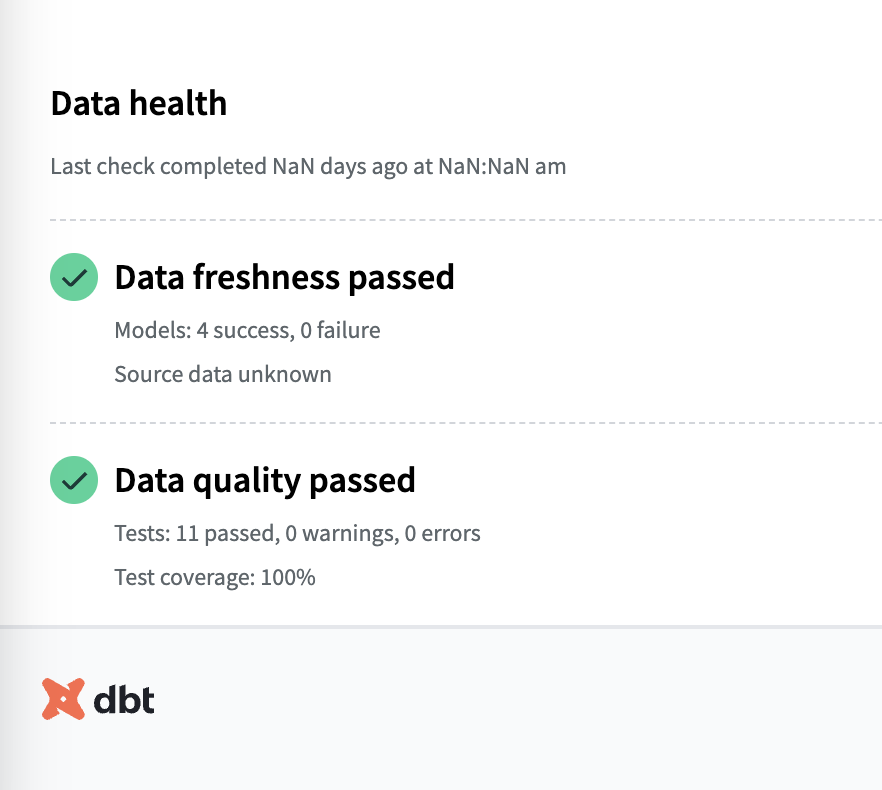 Data health
Last check completed NaN days ago at NaN:NaN am
Data freshness passed
Models: 4 success, 0 failure
Source data unknown
Data quality passed
Tests: 11 passed, 0 warnings, 0 errors
Test coverage: 100%
dbt